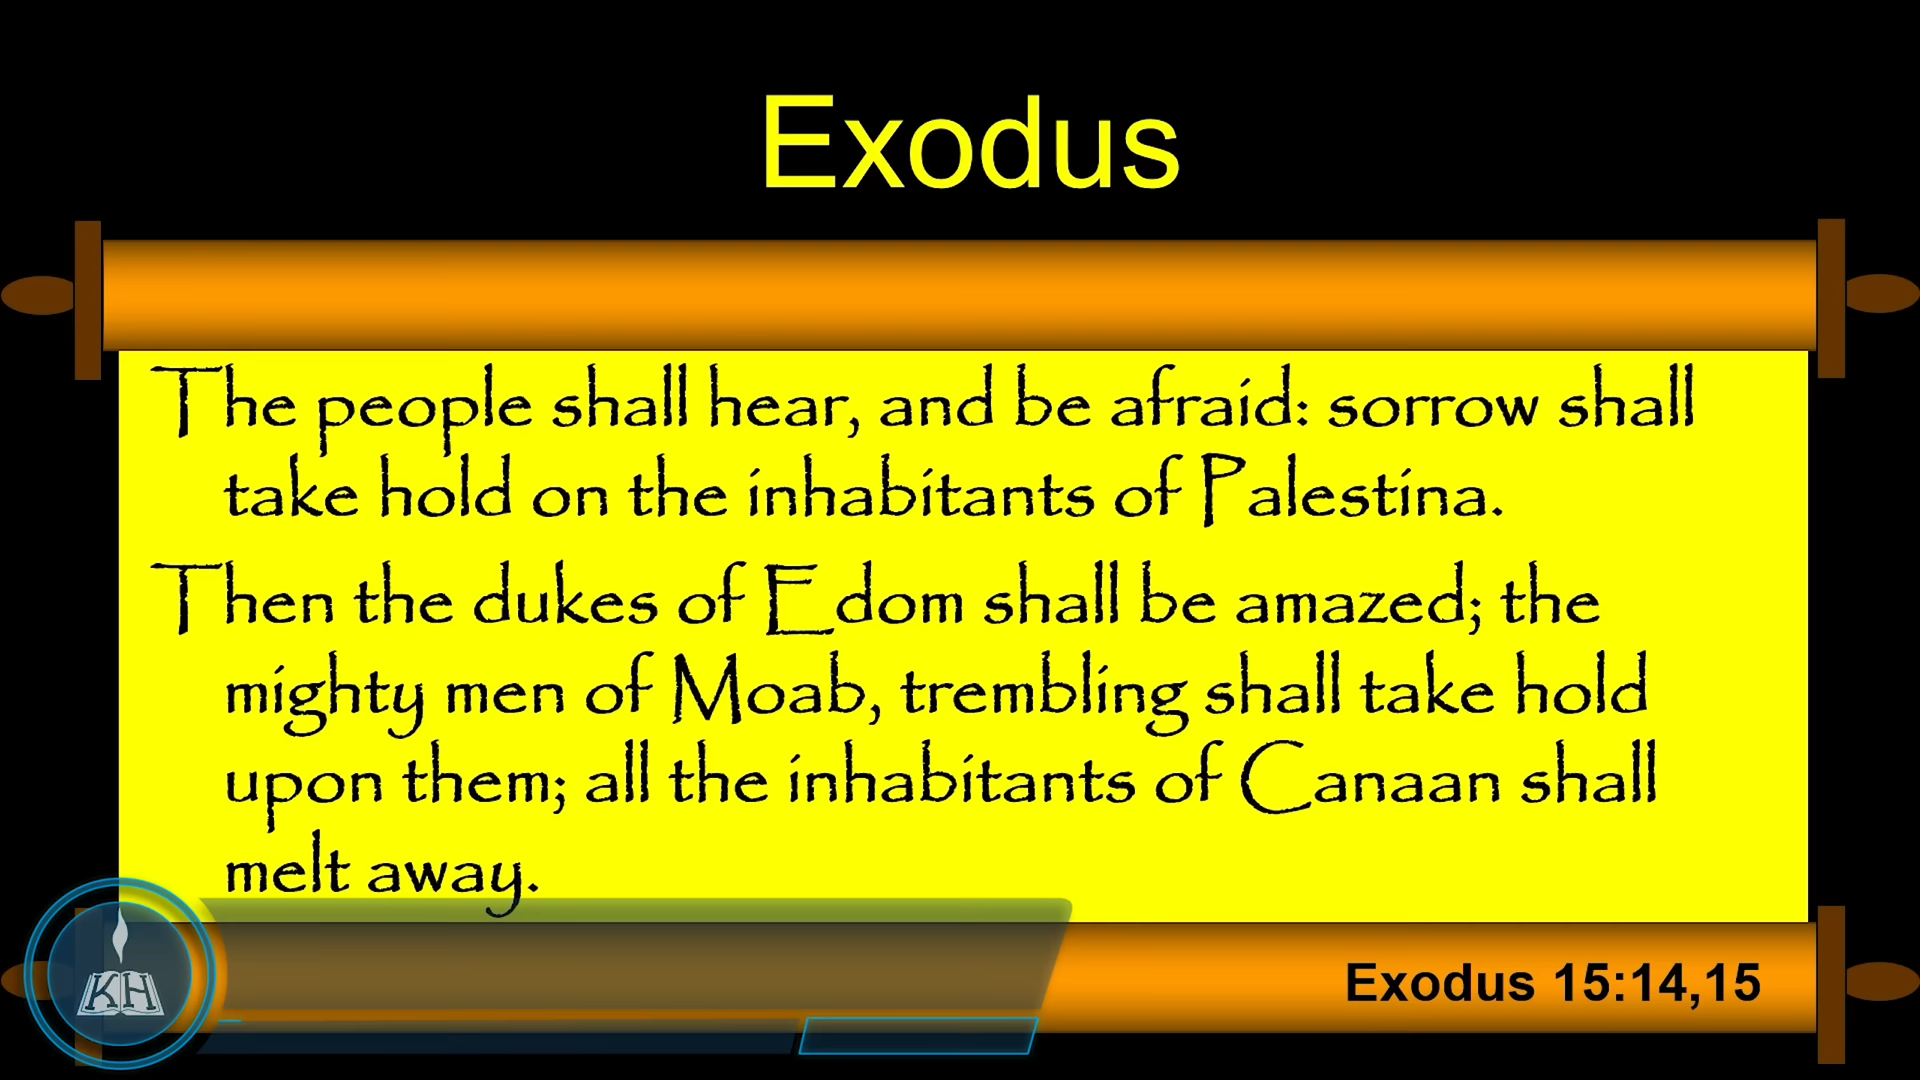 Exodus
The people shall hear, and be afraid: sorrow shall
take hold on the inhabitants of Palestina.
Then the dukes of Edom shall be amazed; the
mighty men of Moab, trembling shall take hold
upon them; all the inhabitants of Canaan shall
melt away.
KH
Exodus 15:14,15